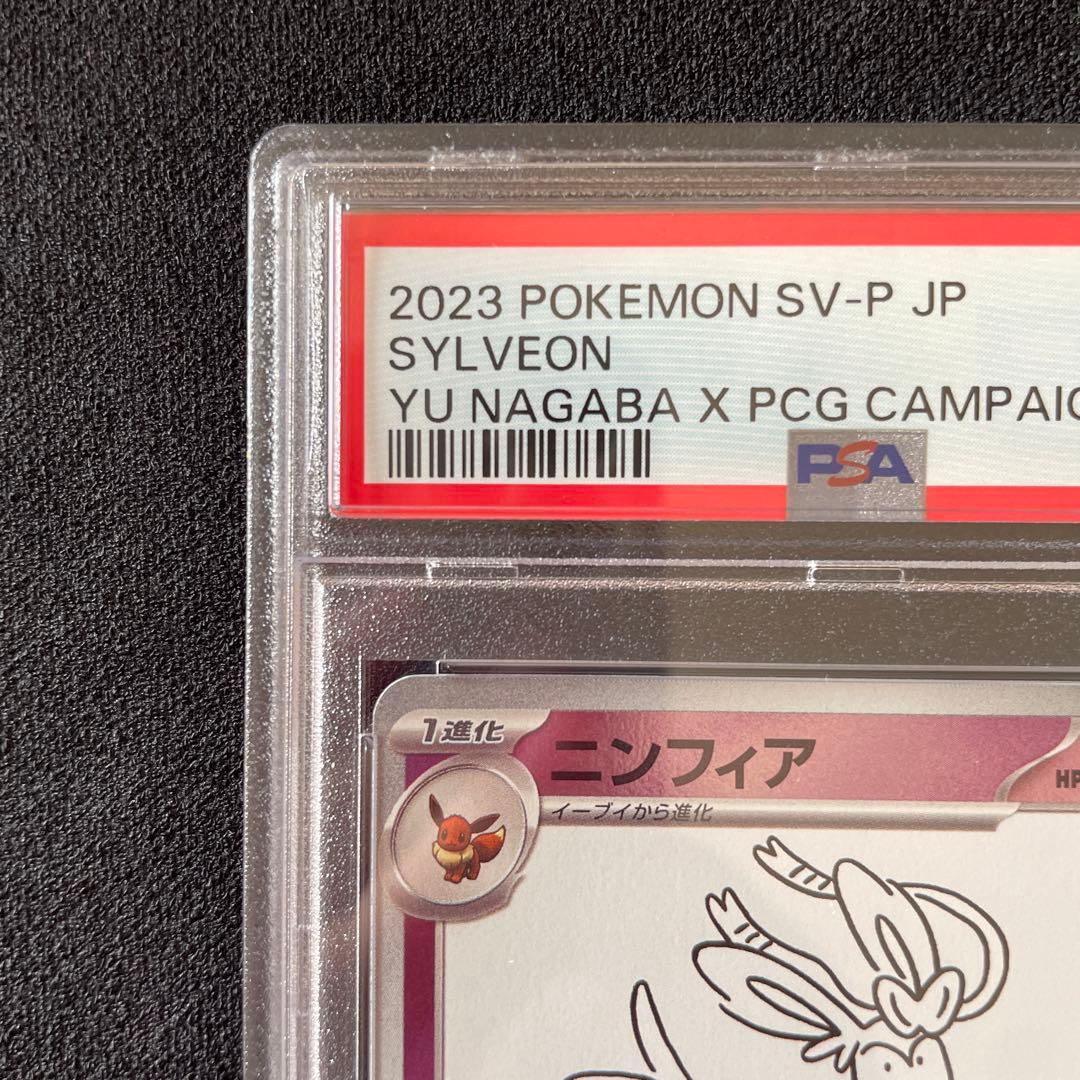 2023 POKEMON SV-P JP
SYLVEON
YU NAGABA X PCG CAMPAIG
PSA
1進化
ニンフィア
HP
イーブイから進化